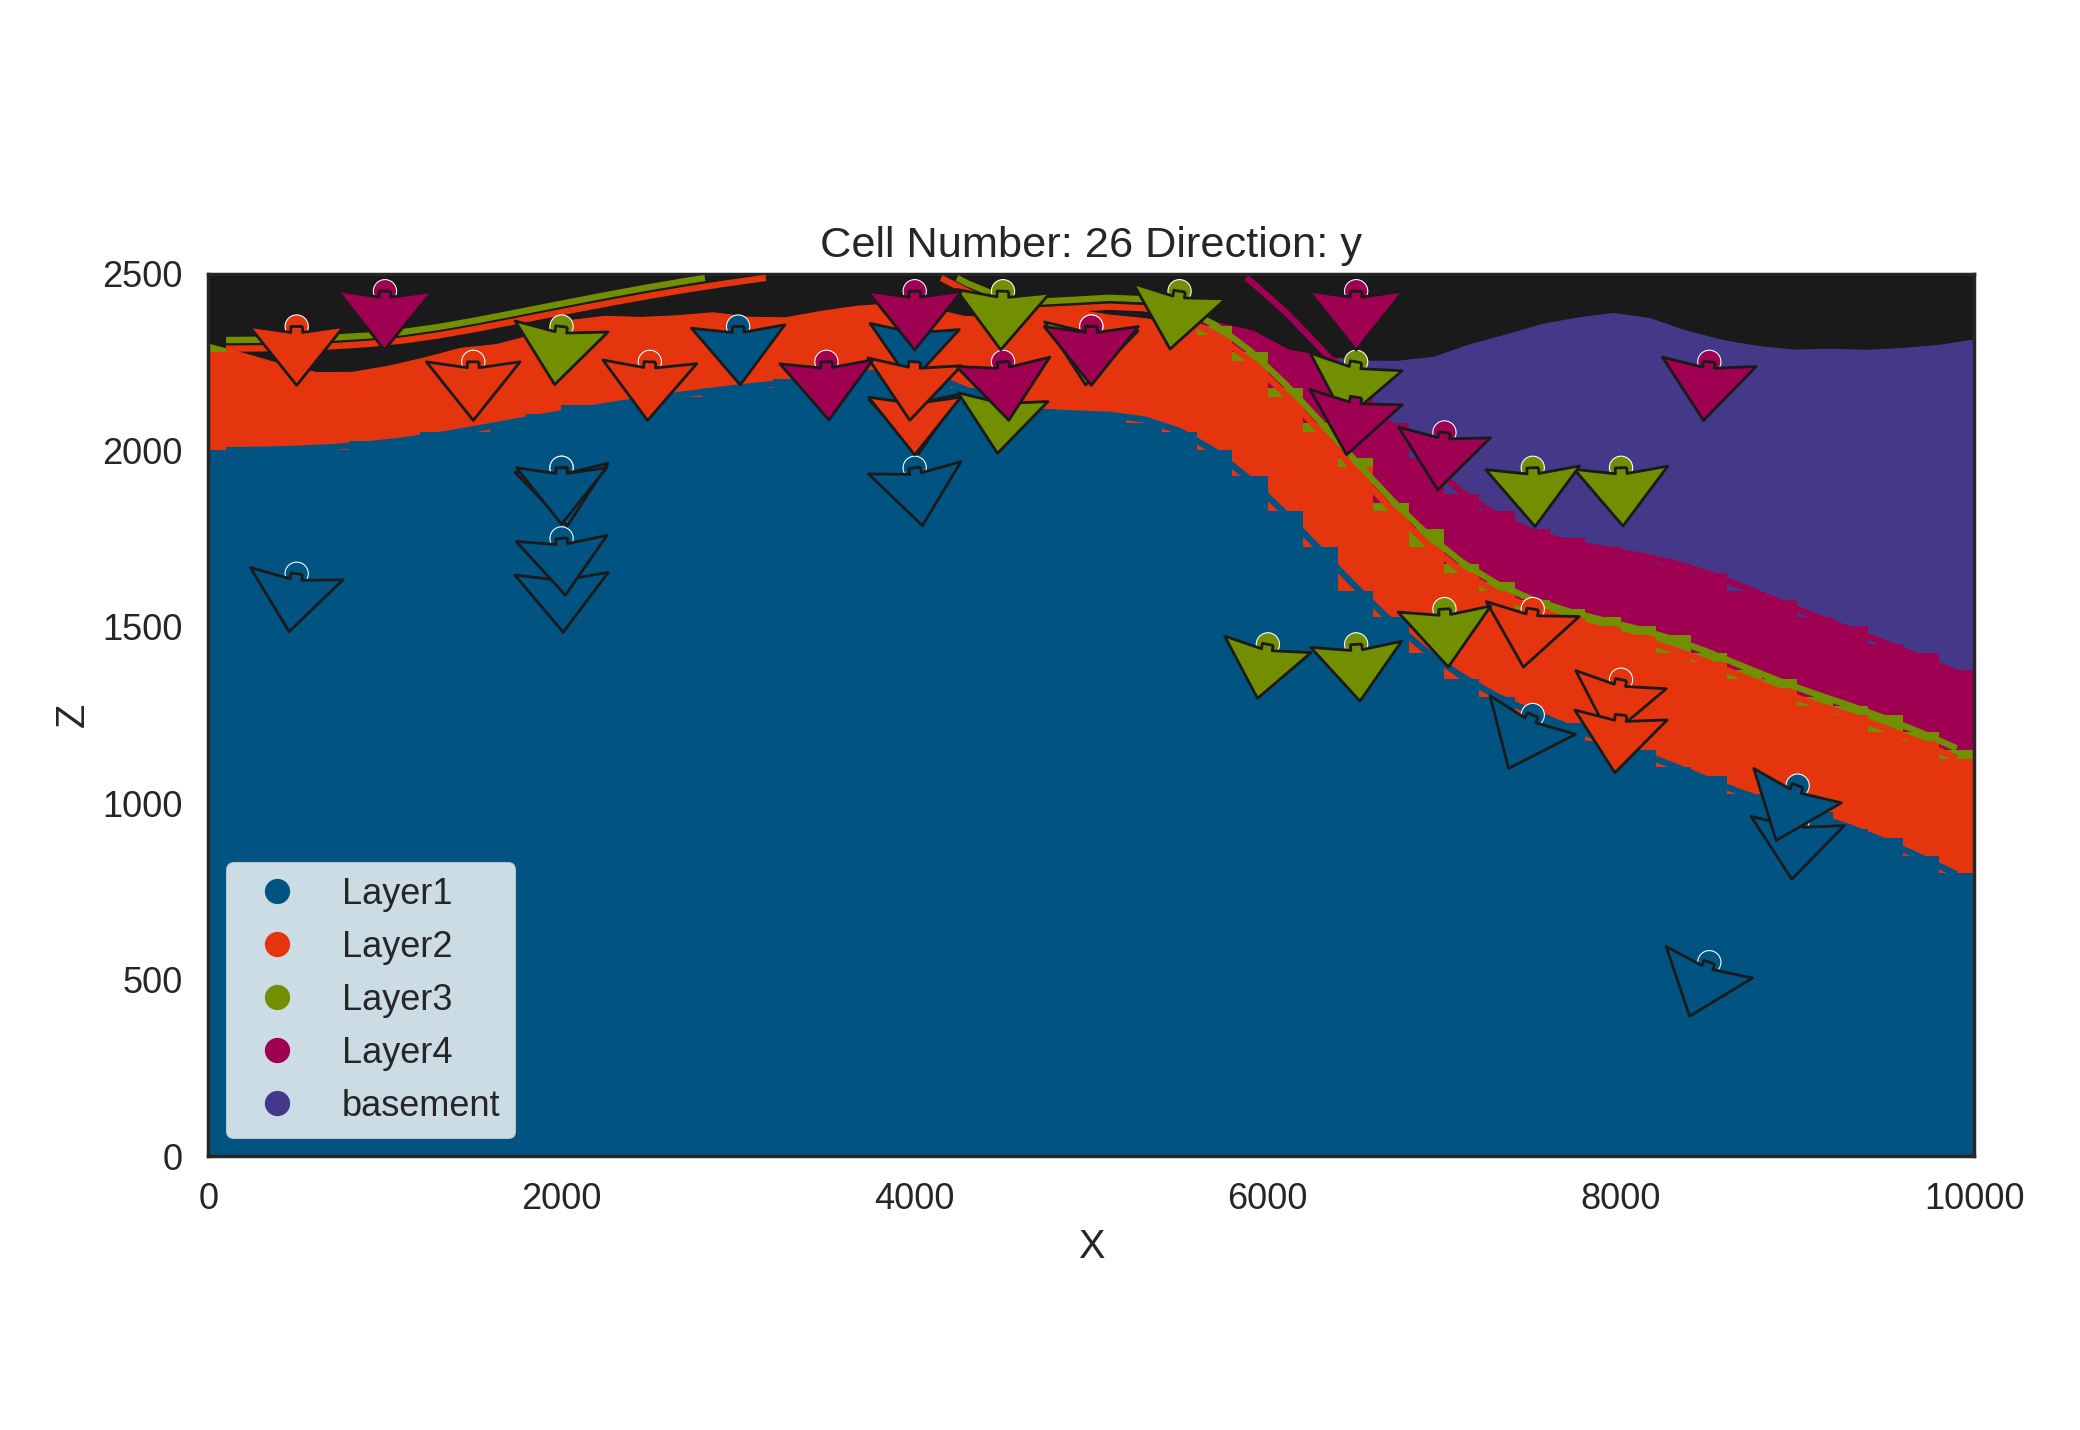 Cell Number: 26 Direction: y
2500
2000
1500
1000
500
0
Z
Layer1
Layer2
Layer3
Layer4
basement
0 2000 4000 6000 8000 10000
X